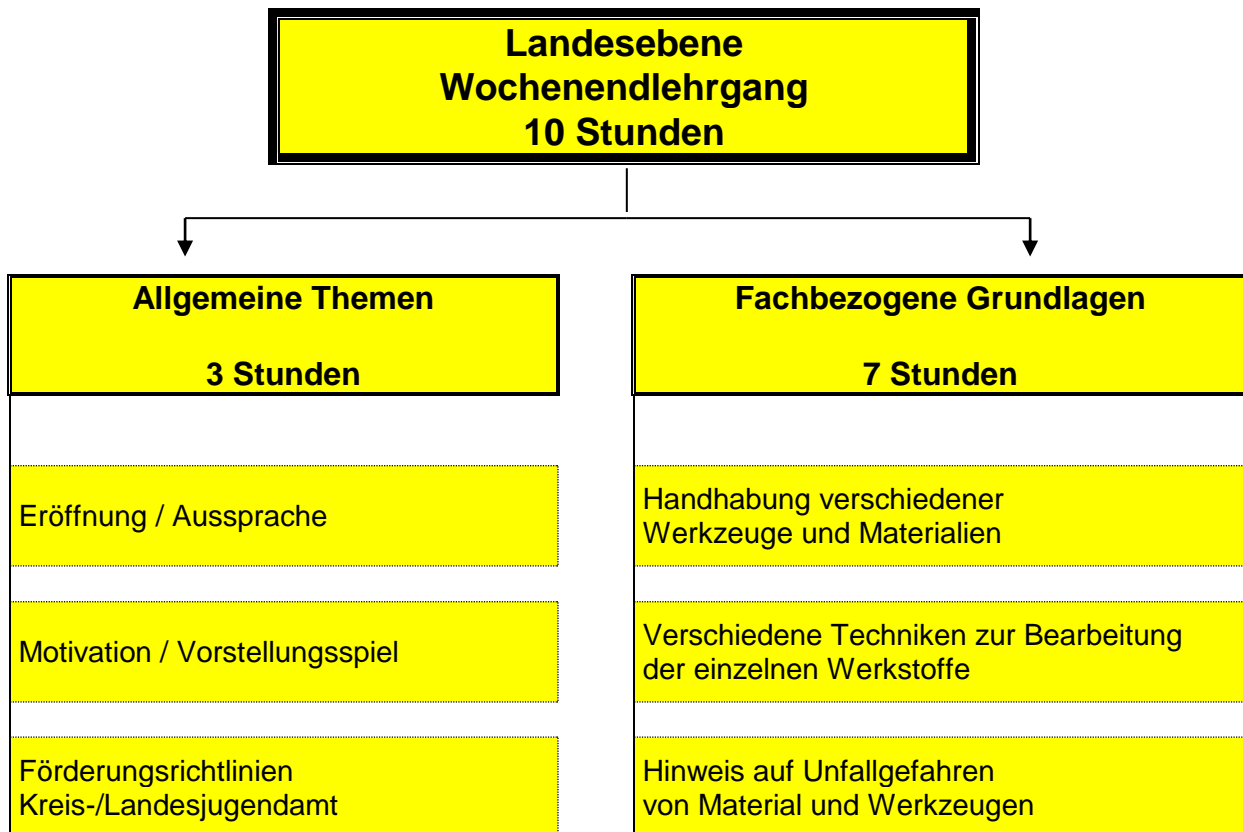 Landesebene
Wochenendlehrgang
10 Stunden
Allgemeine Themen
3 Stunden
Eröffnung / Aussprache
Motivation / Vorstellungsspiel
Förderungsrichtlinien
Kreis-/Landesjugendamt
Fachbezogene Grundlagen
7 Stunden
Handhabung verschiedener
Werkzeuge und Materialien
Verschiedene Techniken zur Bearbeitung
der einzelnen Werkstoffe
Hinweis auf Unfallgefahren
von Material und Werkzeugen